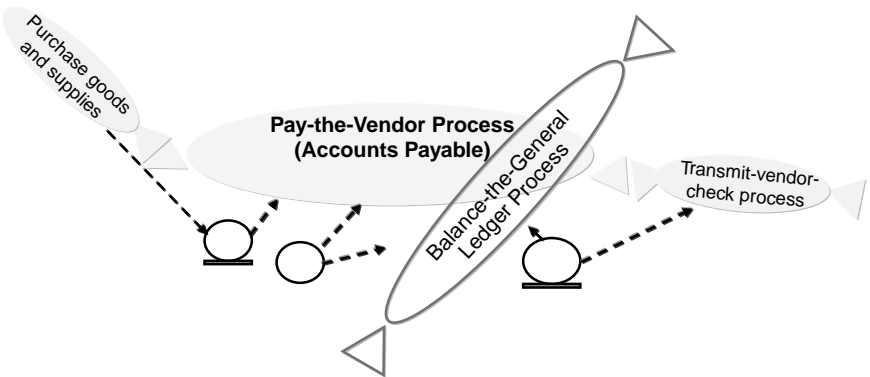 Purchase goods
and supplies
Pay-the-Vendor Process
(Accounts Payable)
Balance-the-General
Ledger Process
Transmit-vendor-
check process